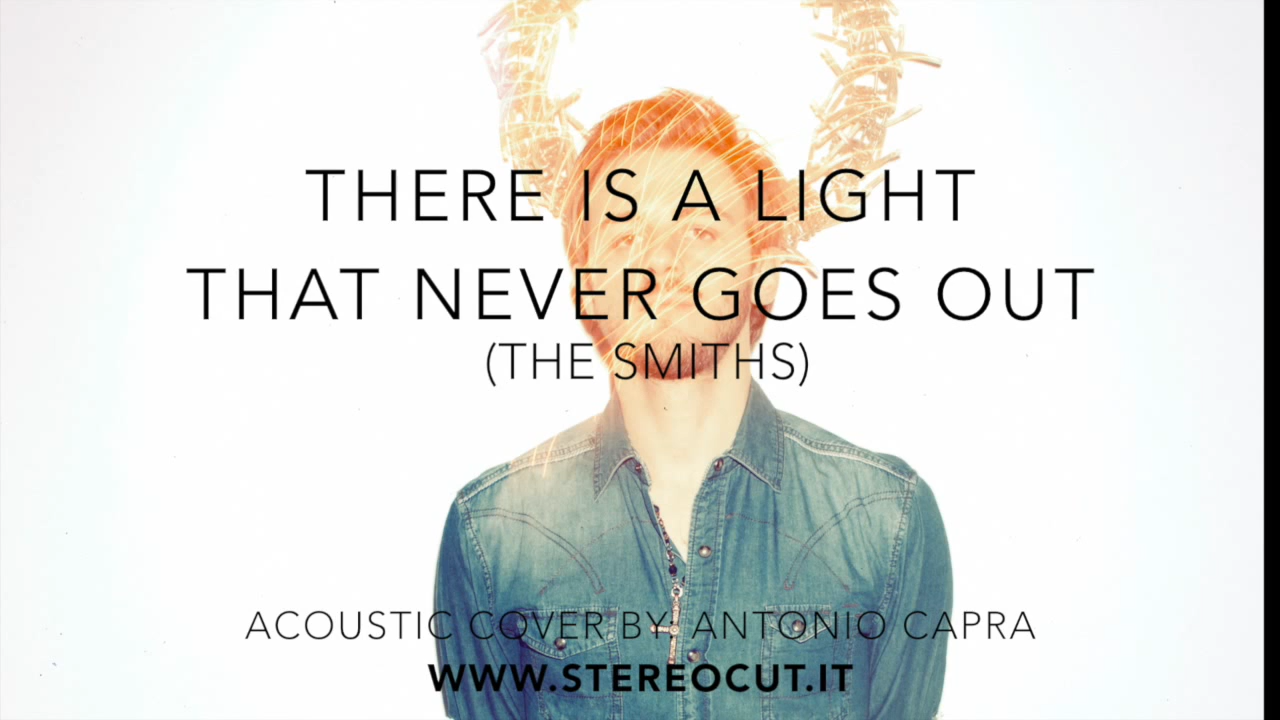 THERE IS A LIGHT
THAT NEVER GOES OUT
(THE SMITHS)
ACOUSTIC COVER BY: ANTONIO CAPRA
WWW.STEREOCUT.IT